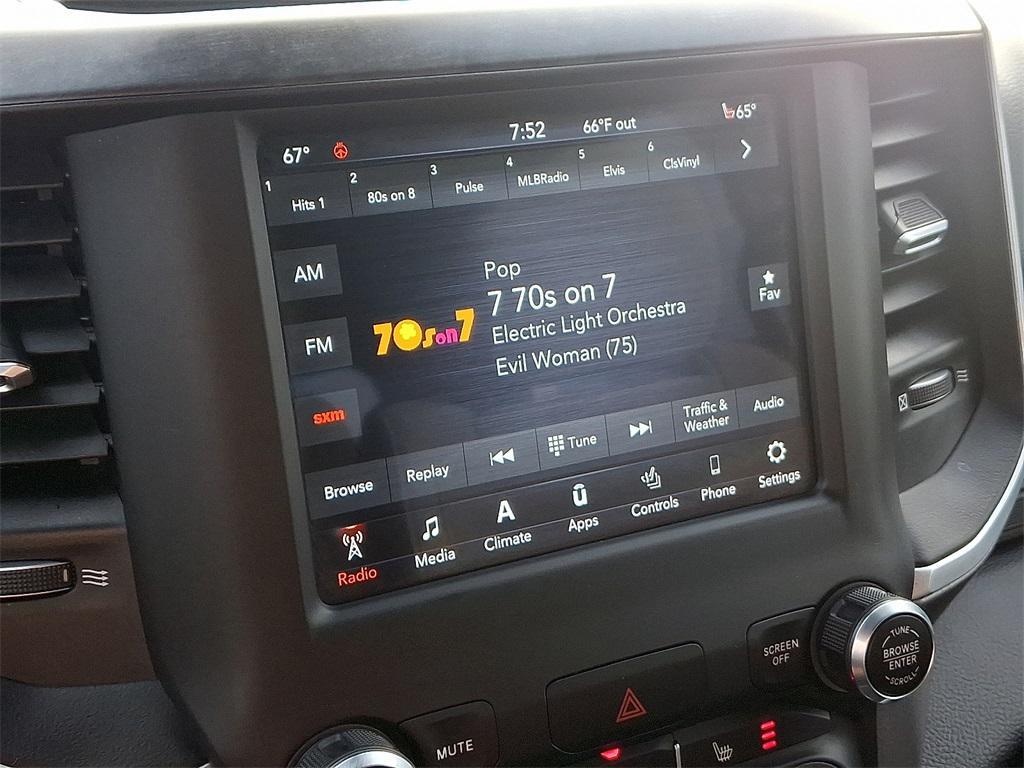 67° 7:52 66°F out 65°
1 Hits 1 2 80s on 8 3 Pulse 4 MLBRadio 5 Elvis 6 ClsVinyl
AM
FM
sxm
70s on 7
Pop
7 70s on 7
Electric Light Orchestra
Evil Woman (75)
Fav
Browse Replay Tune Traffic & Weather Audio
Radio Media Climate Apps Controls Phone Settings
A
MUTE
SCREEN
OFF
TUNE
BROWSE
ENTER
SCROLL